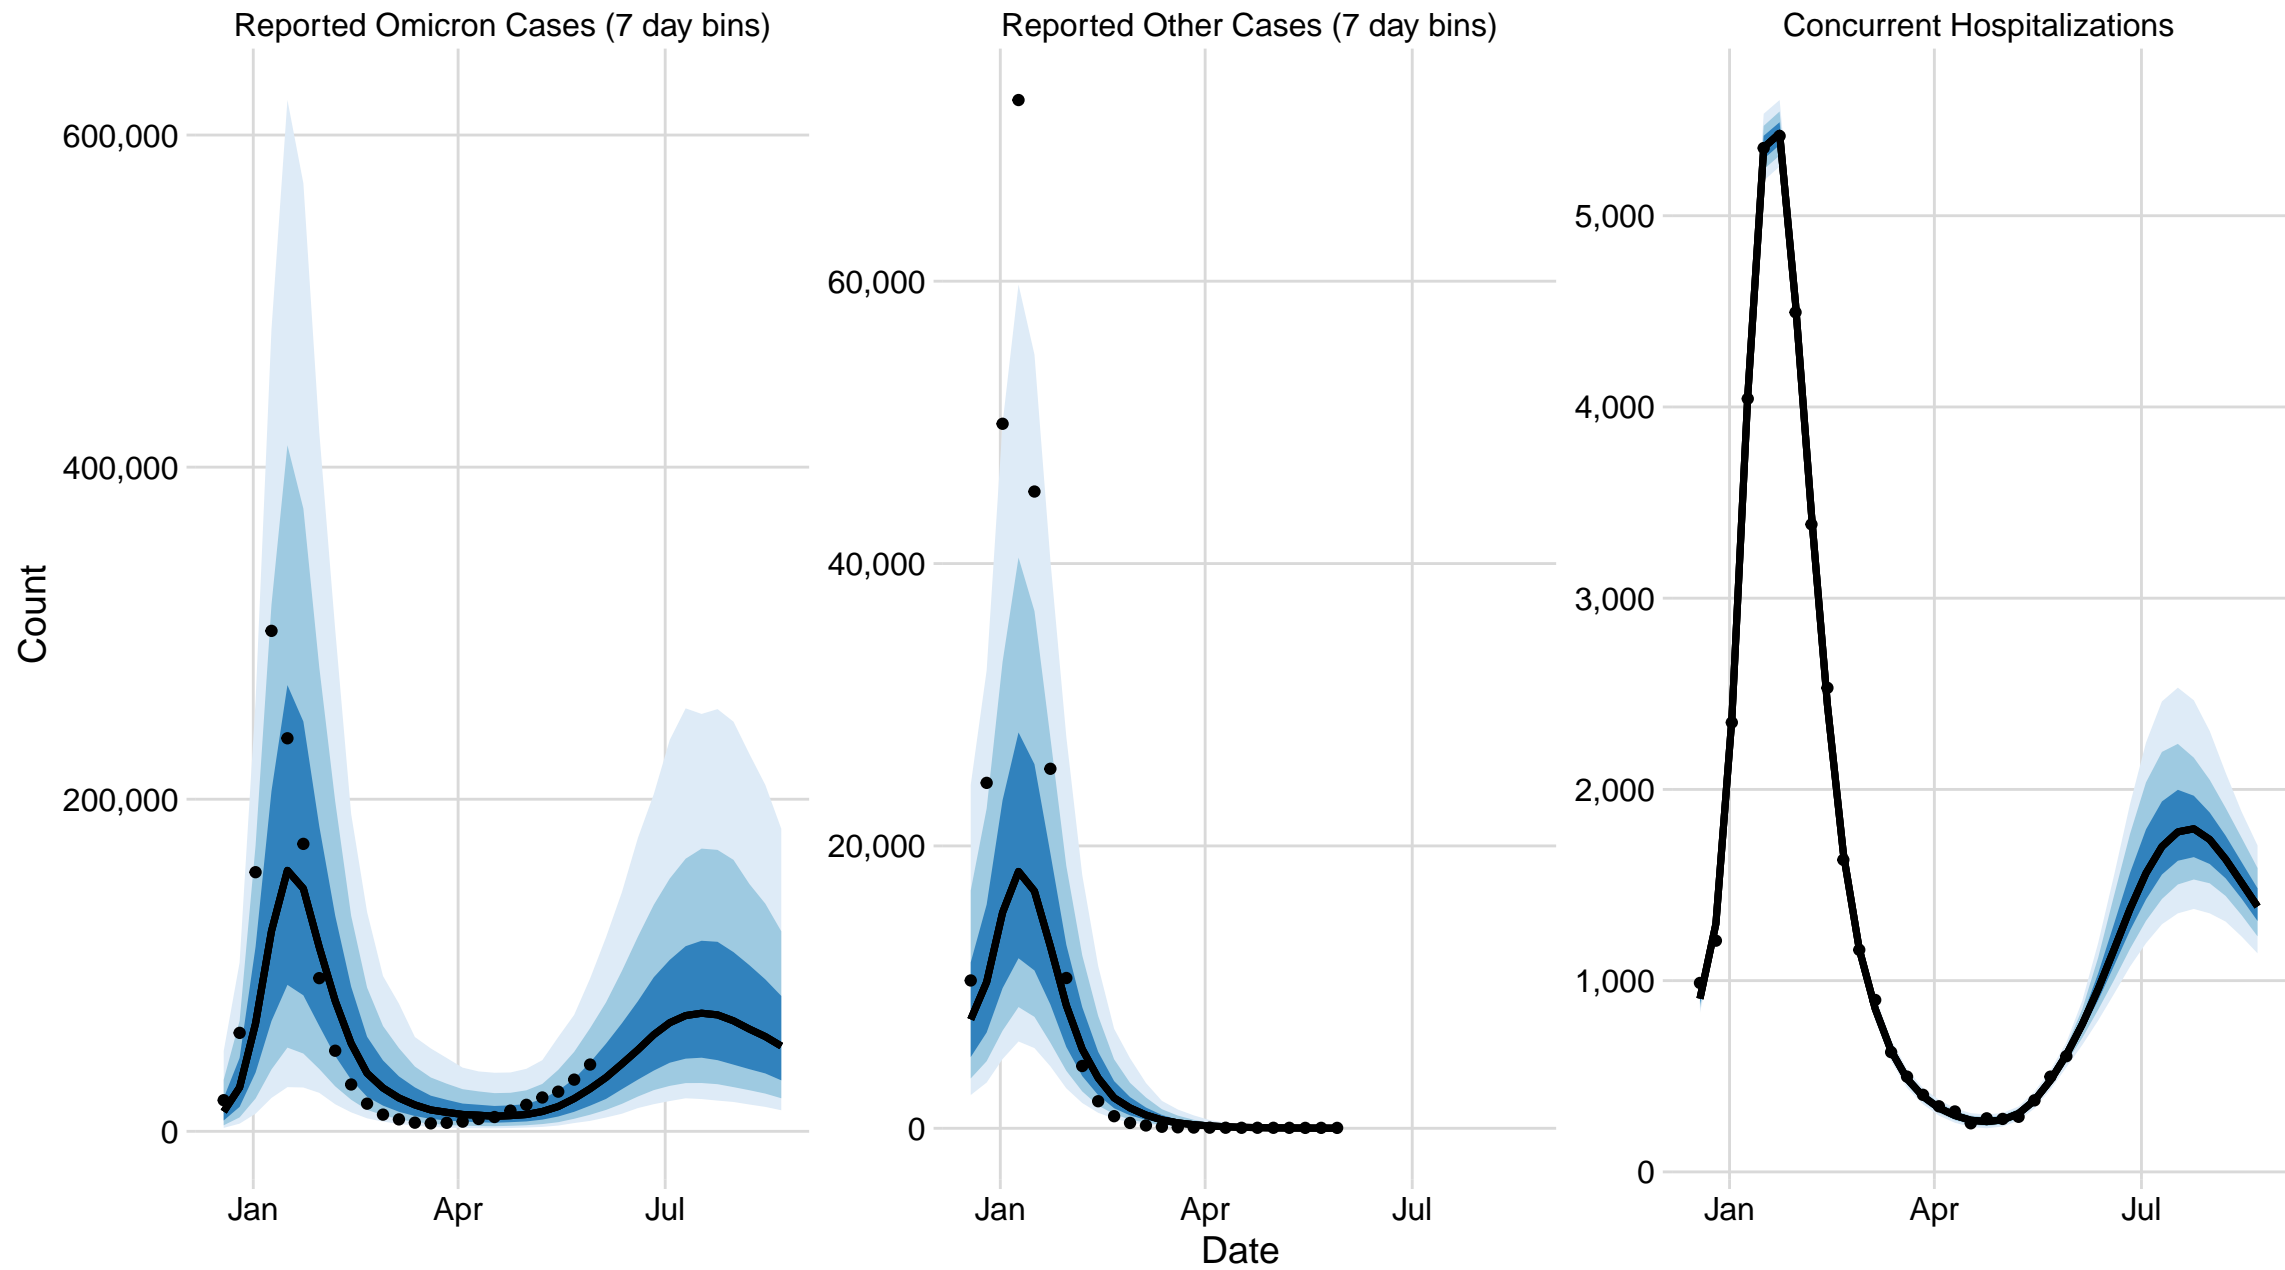 Reported Omicron Cases (7 day bins)
Reported Other Cases (7 day bins)
Concurrent Hospitalizations
Count
600,000
400,000
200,000
0
60,000
40,000
20,000
0
5,000
4,000
3,000
2,000
1,000
0
Jan Apr Jul
Jan Apr Jul
Jan Apr Jul
Date